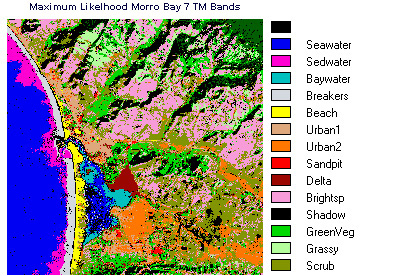 Maximum Likelhood Morro Bay 7 TM Bands
Seawater
Sedwater
Baywater
Breakers
Beach
Urban1
Urban2
Sandpit
Delta
Brightsp
Shadow
GreenVeg
Grassy
Scrub